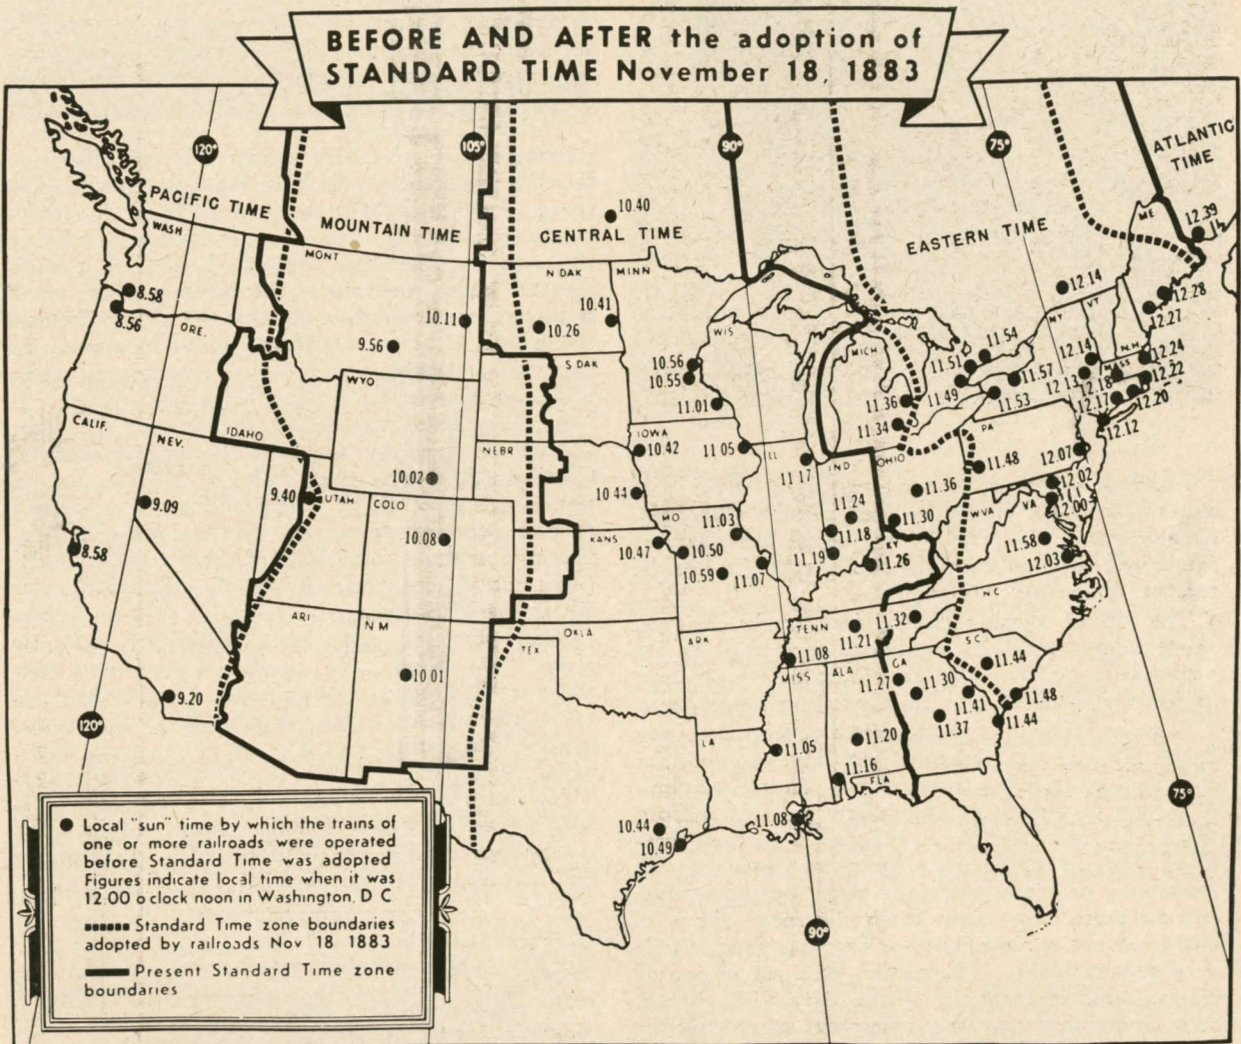 BEFORE AND AFTER the adoption of
STANDARD TIME November 18, 1883
120°
105°
90°
75°
ATLANTIC
TIME
PACIFIC TIME
MOUNTAIN TIME
CENTRAL TIME
EASTERN TIME
10.40
WASH
MONT
N DAK
MINN
ME
12.39
8.58
8.56
ORE.
10.11
9.56
10.26
10.41
WIS
MICH
12.14
12.28
12.27
NY
VT
N.H.
MASS
WYO
S DAK
10.56
10.55
11.01
11.54
11.51
11.49
11.57
11.53
12.14
12.13
12.24
12.22
12.18
12.17
12.20
12.12
11.36
11.34
CALIF.
NEV.
IDAHO
NEBR
IOWA
10.42
11.05
ILL
11 17
IND
OHIO
PA
11.48
12.07
10.02
9.40
UTAH
COLO
10 44
11.36
12.02
12.00
9.09
8.58
10.08
KANS
MO
10.47
10.50
11.03
10.59
11.07
11.24
11.18
11.19
11.30
KY
11.26
WVA
VA
11.58
12.03
ARI
N M
OKLA
TEX
ARK
TENN
11.21
11.32
NC
SC
10 01
9.20
11 08
MISS
ALA
GA
11.27
11.30
11.44
11.41
11.37
11.48
11.44
LA
11.05
11.20
11.16
FLA
11.08
10.44
10.49
120°
90°
75°
Local "sun" time by which the trains of
one or more railroads were operated
before Standard Time was adopted
Figures indicate local time when it was
12.00 o clock noon in Washington. D C
Standard Time zone boundaries
adopted by railroads Nov 18 1883
Present Standard Time zone
boundaries